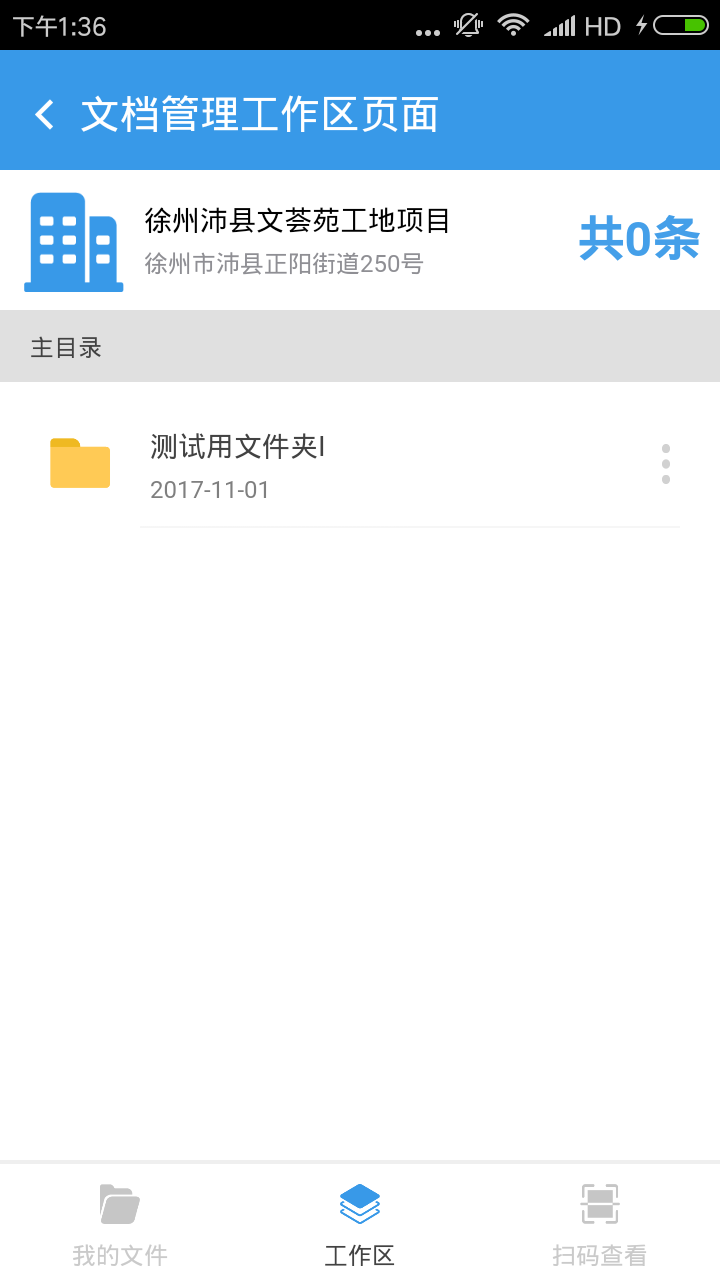 下午1:36
HD
文档管理工作区页面
徐州沛县文荟苑工地项目
徐州市沛县正阳街道250号
共0条
主目录
测试用文件夹I
2017-11-01
我的文件
工作区
扫码查看